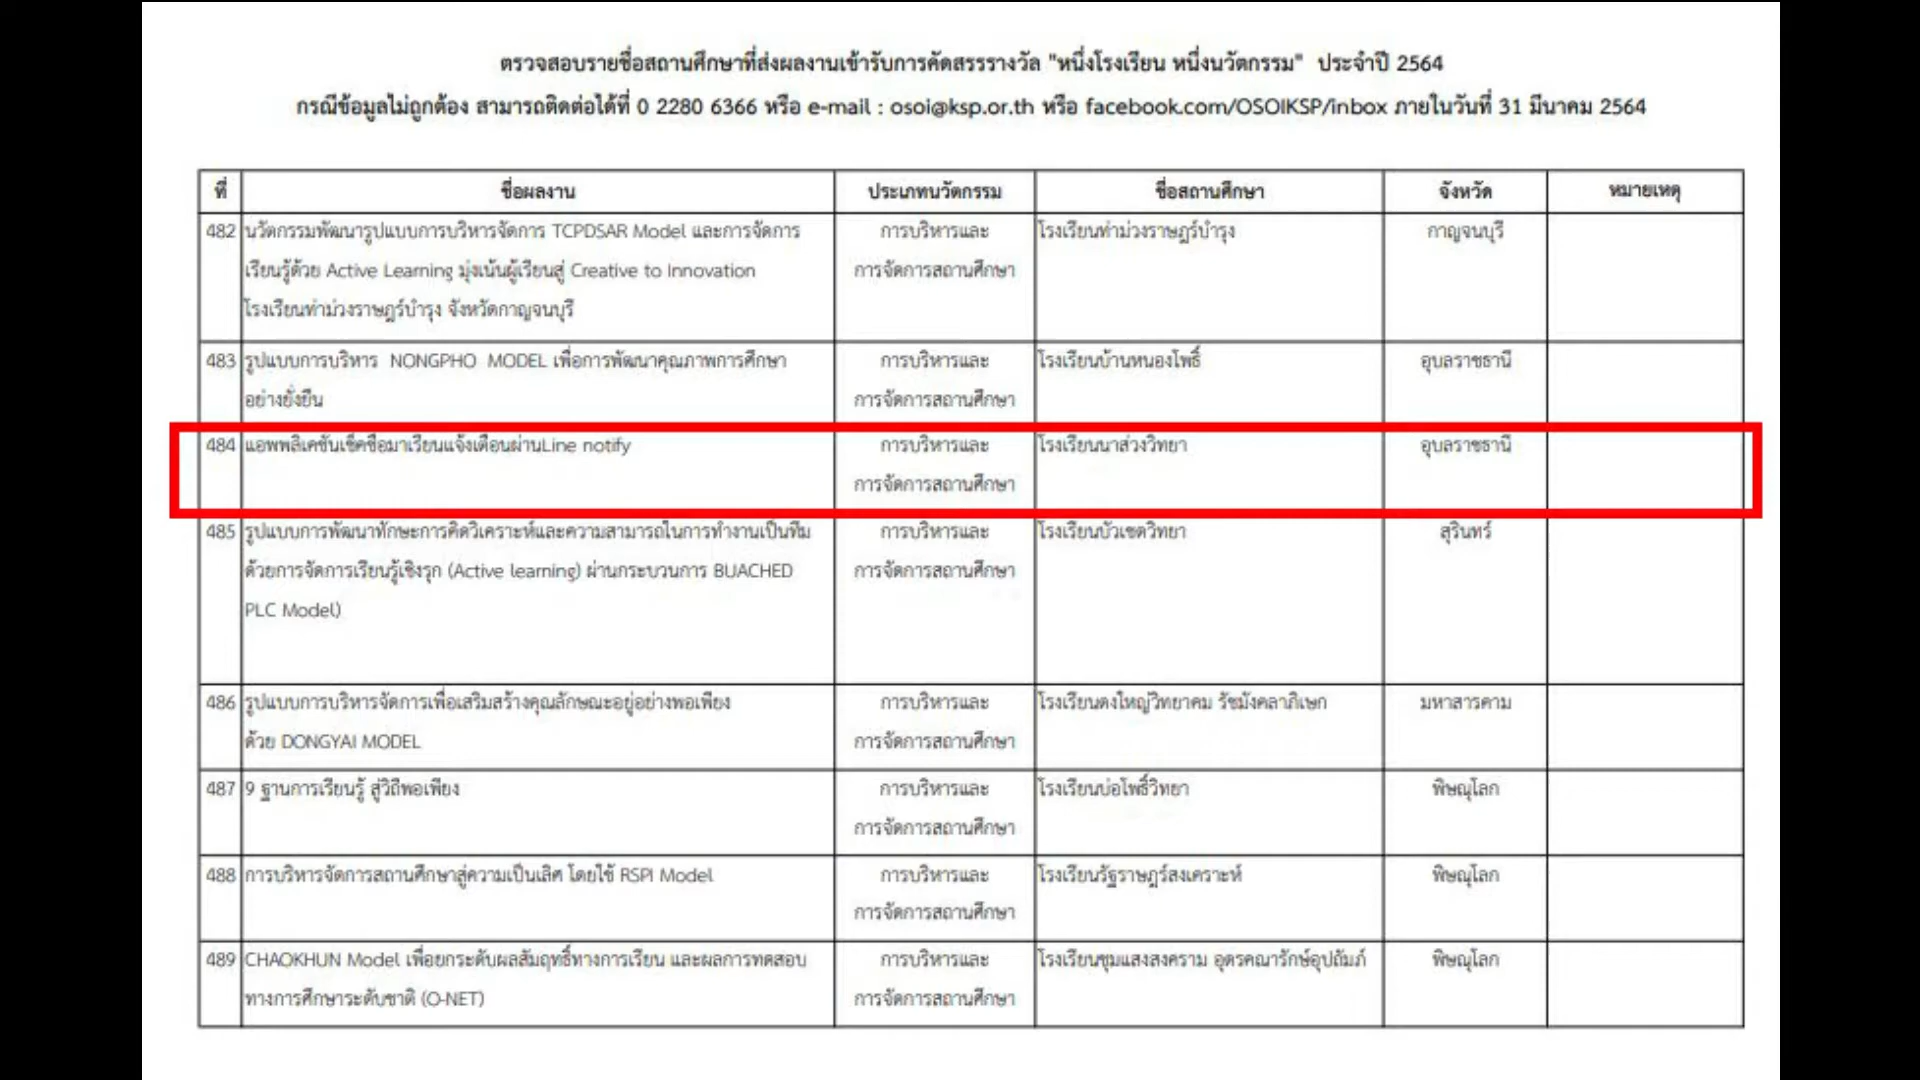 ตรวจสอบรายชื่อสถานศึกษาที่ส่งผลงานเข้ารับการคัดสรรรางวัล "หนึ่งโรงเรียน หนึ่งนวัตกรรม" ประจำปี 2564
กรณีข้อมูลไม่ถูกต้อง สามารถติดต่อได้ที่ 0 2280 6366 หรือ e-mail : osoi@ksp.or.th หรือ facebook.com/OSOIKSP/inbox ภายในวันที่ 31 มีนาคม 2564
ที่ ชื่อผลงาน ประเภทนวัตกรรม ชื่อสถานศึกษา จังหวัด หมายเหตุ
482 นวัตกรรมพัฒนารูปแบบการบริหารจัดการ TCPDSAR Model และการจัดการ การบริหารและ โรงเรียนท่าม่วงราษฎร์บำรุง กาญจนบุรี
เรียนรู้ด้วย Active Learning มุ่งเน้นผู้เรียนสู่ Creative to Innovation การจัดการสถานศึกษา
โรงเรียนท่าม่วงราษฎร์บำรุง จังหวัดกาญจนบุรี
483 รูปแบบการบริหาร NONGPHO MODEL เพื่อการพัฒนาคุณภาพการศึกษา การบริหารและ โรงเรียนบ้านหนองโพธิ์ อุบลราชธานี
อย่างยั่งยืน การจัดการสถานศึกษา
484 แอพพลิเคชันเช็คชื่อมาเรียนแจ้งเตือนผ่านLine notify การบริหารและ โรงเรียนนาส่วงวิทยา อุบลราชธานี
การจัดการสถานศึกษา
485 รูปแบบการพัฒนาทักษะการคิดวิเคราะห์และความสามารถในการทำงานเป็นทีม การบริหารและ โรงเรียนบัวเชดวิทยา สุรินทร์
ด้วยการจัดการเรียนรู้เชิงรุก (Active learning) ผ่านกระบวนการ BUACHED การจัดการสถานศึกษา
PLC Model)
486 รูปแบบการบริหารจัดการเพื่อเสริมสร้างคุณลักษณะอยู่อย่างพอเพียง การบริหารและ โรงเรียนดงใหญ่วิทยาคม รัชมังคลาภิเษก มหาสารคาม
ด้วย DONGYAI MODEL การจัดการสถานศึกษา
487 9 ฐานการเรียนรู้ สู่วิถีพอเพียง การบริหารและ โรงเรียนบ่อโพธิ์วิทยา พิษณุโลก
การจัดการสถานศึกษา
488 การบริหารจัดการสถานศึกษาสู่ความเป็นเลิศ โดยใช้ RSPI Model การบริหารและ โรงเรียนรัฐราษฎร์สงเคราะห์ พิษณุโลก
การจัดการสถานศึกษา
489 CHAOKHUN Model เพื่อยกระดับผลสัมฤทธิ์ทางการเรียน และผลการทดสอบ การบริหารและ โรงเรียนชุมแสงสงคราม อุดรคณารักษ์อุปถัมภ์ พิษณุโลก
ทางการศึกษาระดับชาติ (O-NET) การจัดการสถานศึกษา